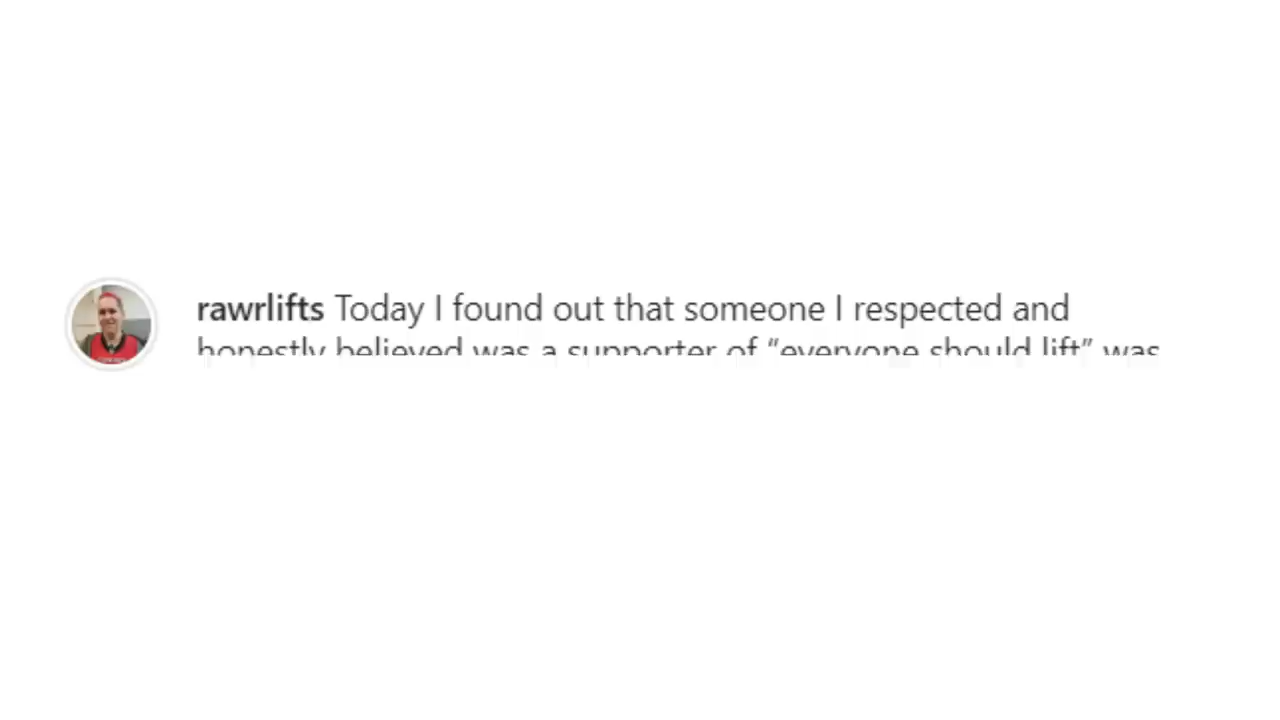 rawrlifts Today I found out that someone I respected and
honestly believed was a supporter of “everyone should lift” was